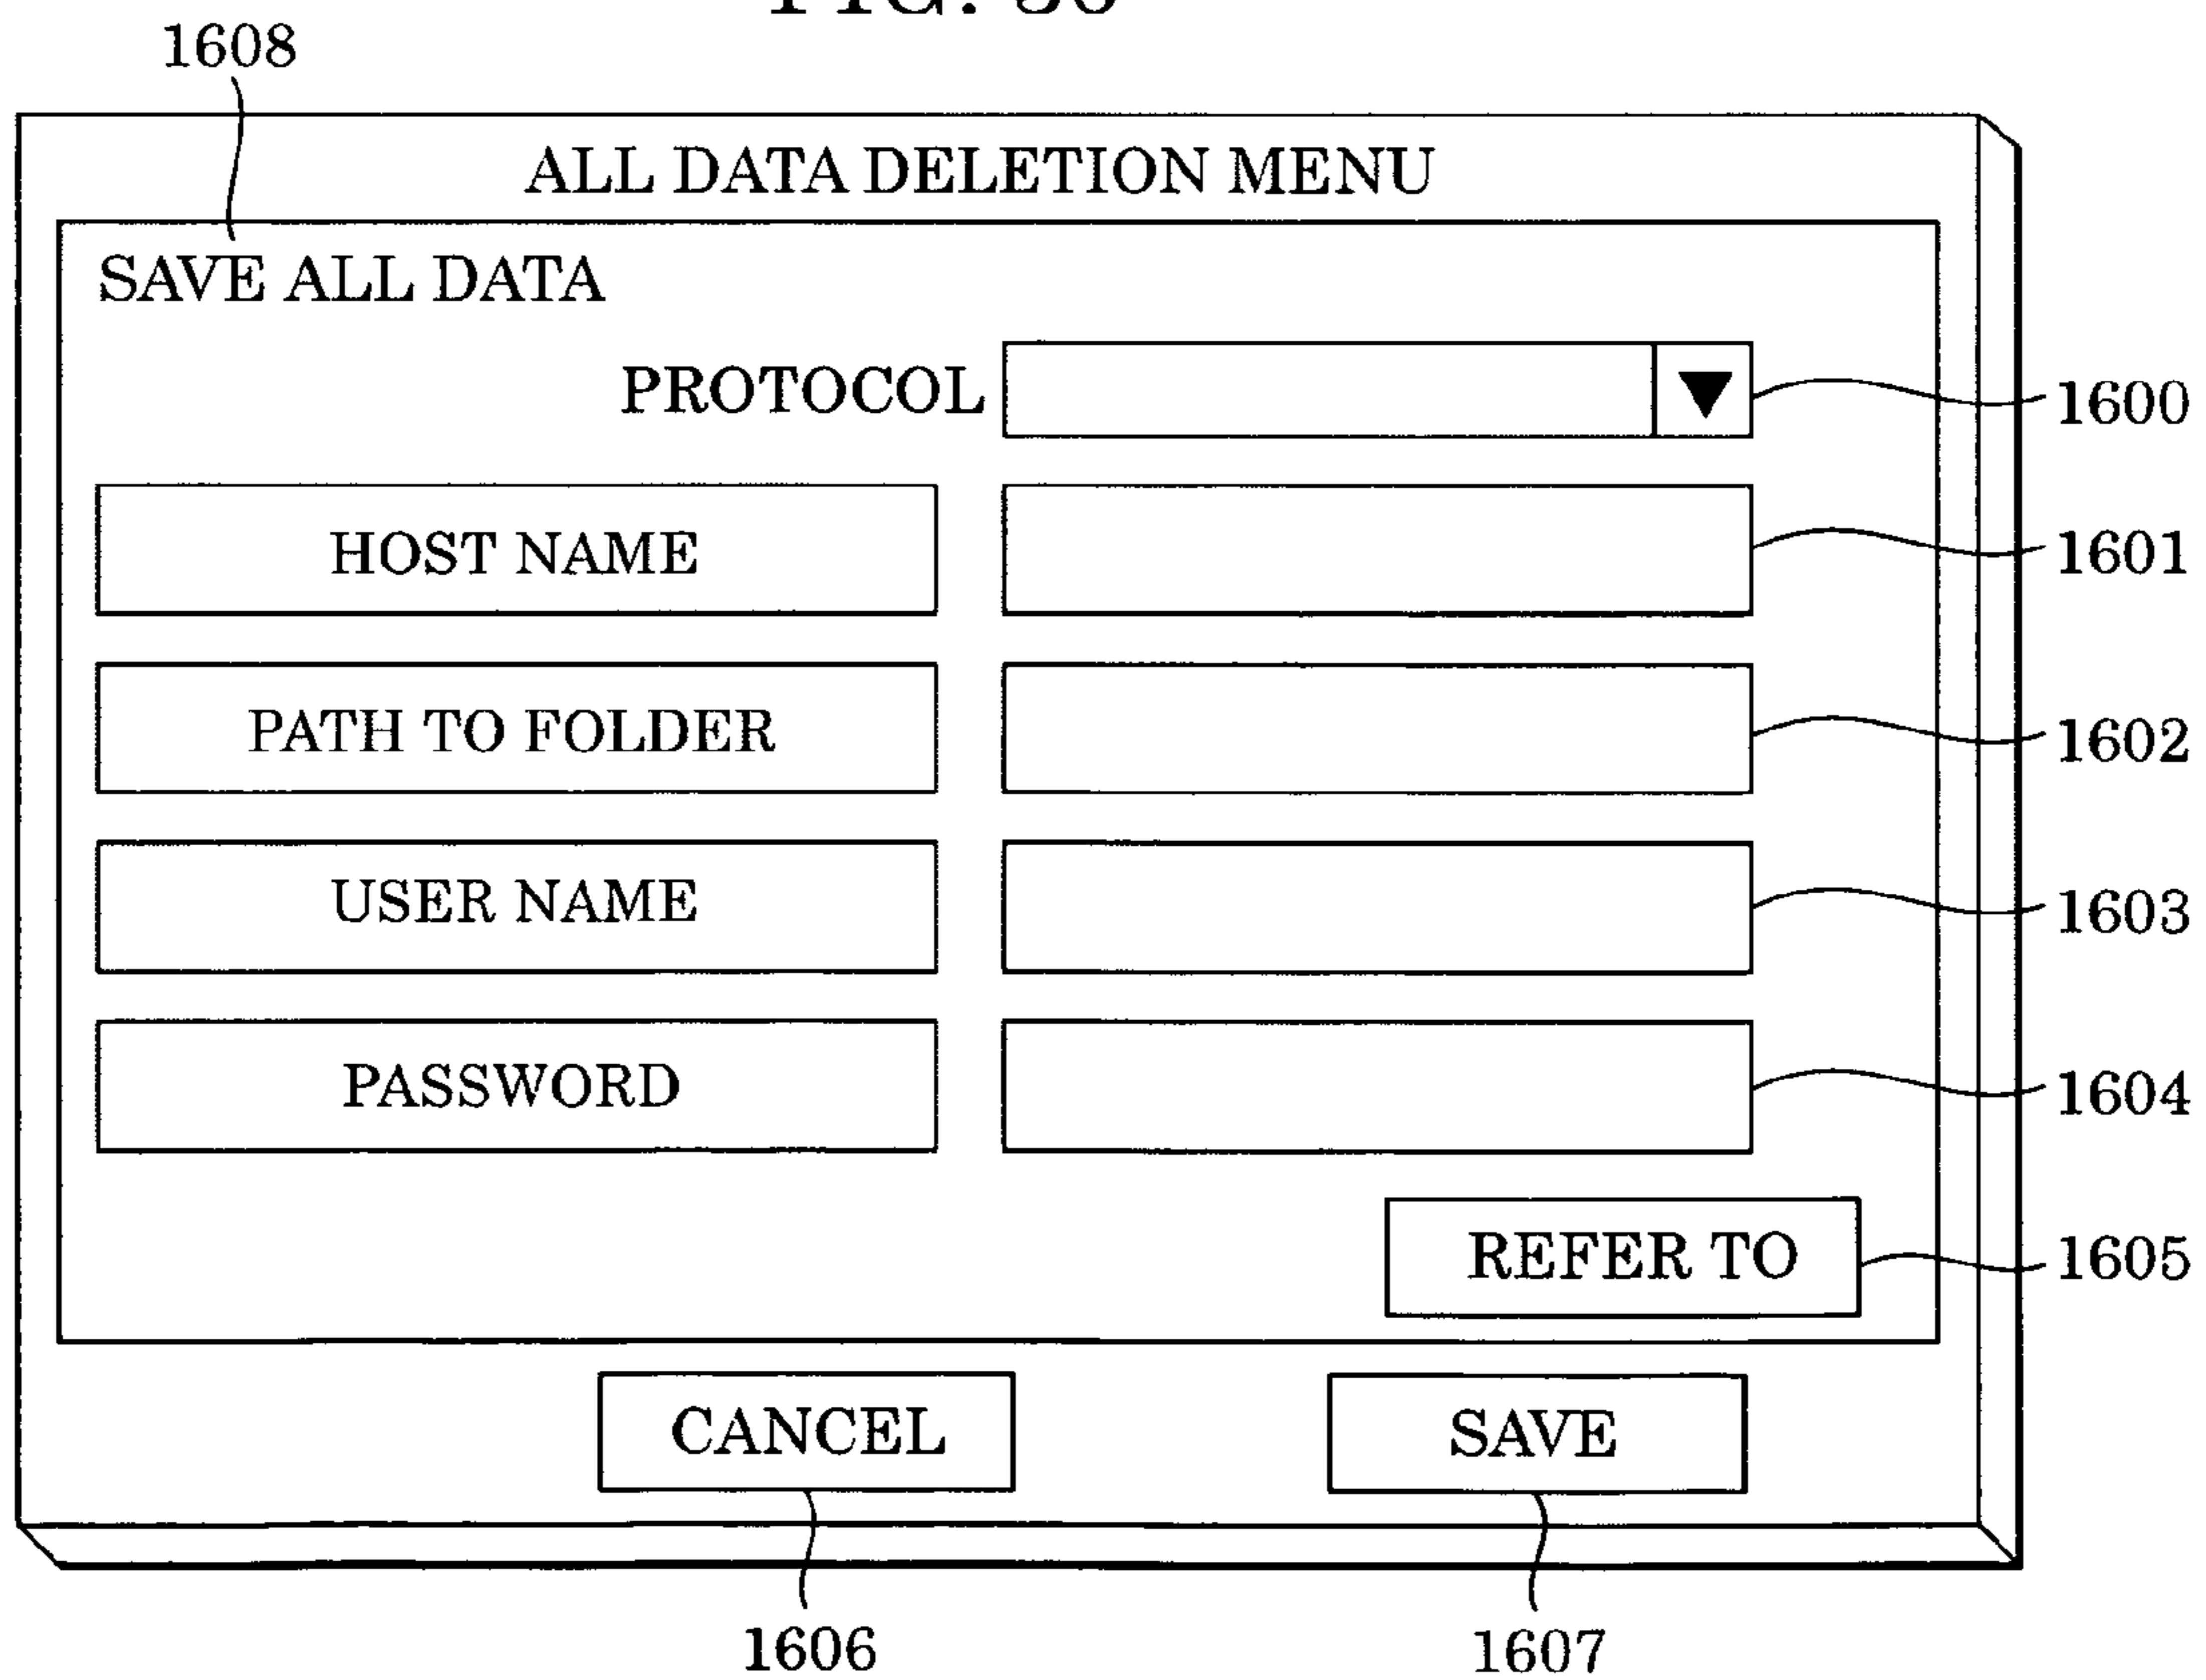 1608
ALL DATA DELETION MENU
SAVE ALL DATA
PROTOCOL ▼ 1600
HOST NAME 1601
PATH TO FOLDER 1602
USER NAME 1603
PASSWORD 1604
REFER TO 1605
CANCEL SAVE
1606 1607